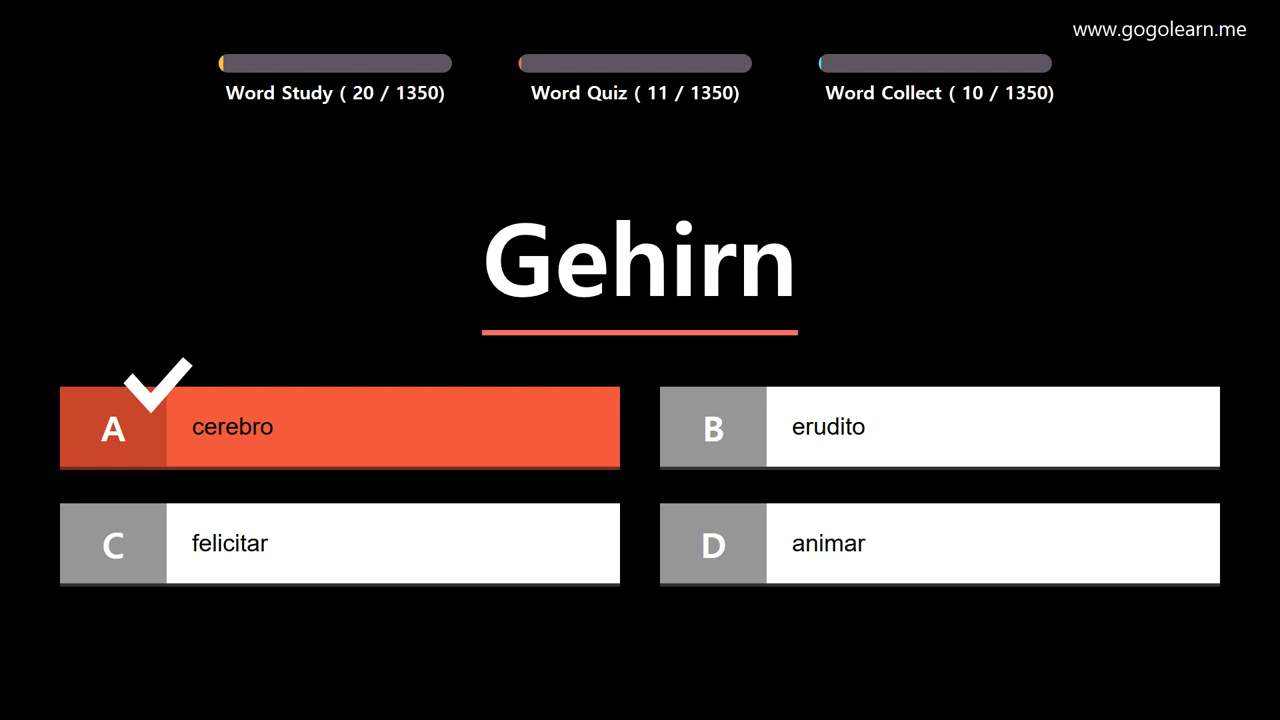 www.gogolearn.me
Word Study ( 20 / 1350)
Word Quiz ( 11 / 1350)
Word Collect ( 10 / 1350)
Gehirn
A cerebro
B erudito
C felicitar
D animar